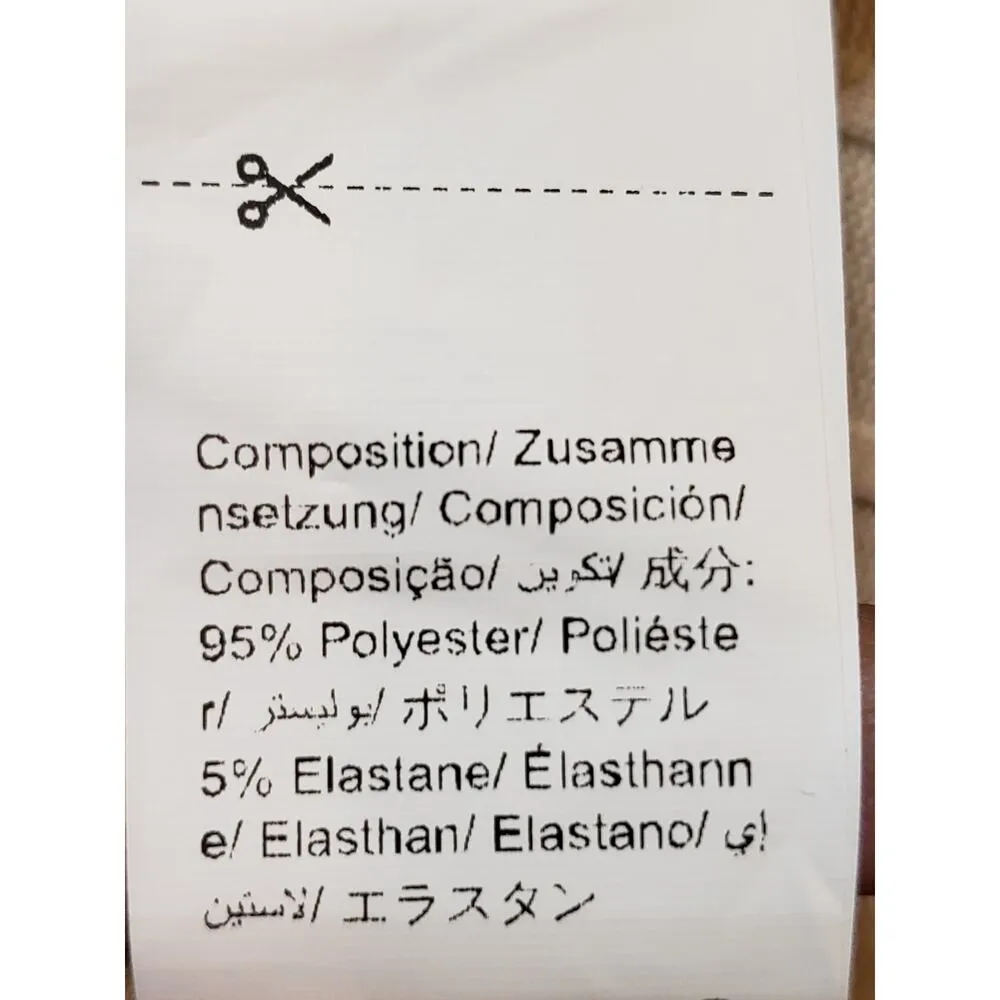 Composition/ Zusamme
nsetzung/ Composición/
Composição/ تكوين/ 成分:
95% Polyester/ Poliéste
r/ بوليستر/ ポリエステル
5% Elastane/ Élasthann
e/ Elasthan/ Elastano/ إي
لاستين/ エラスタン